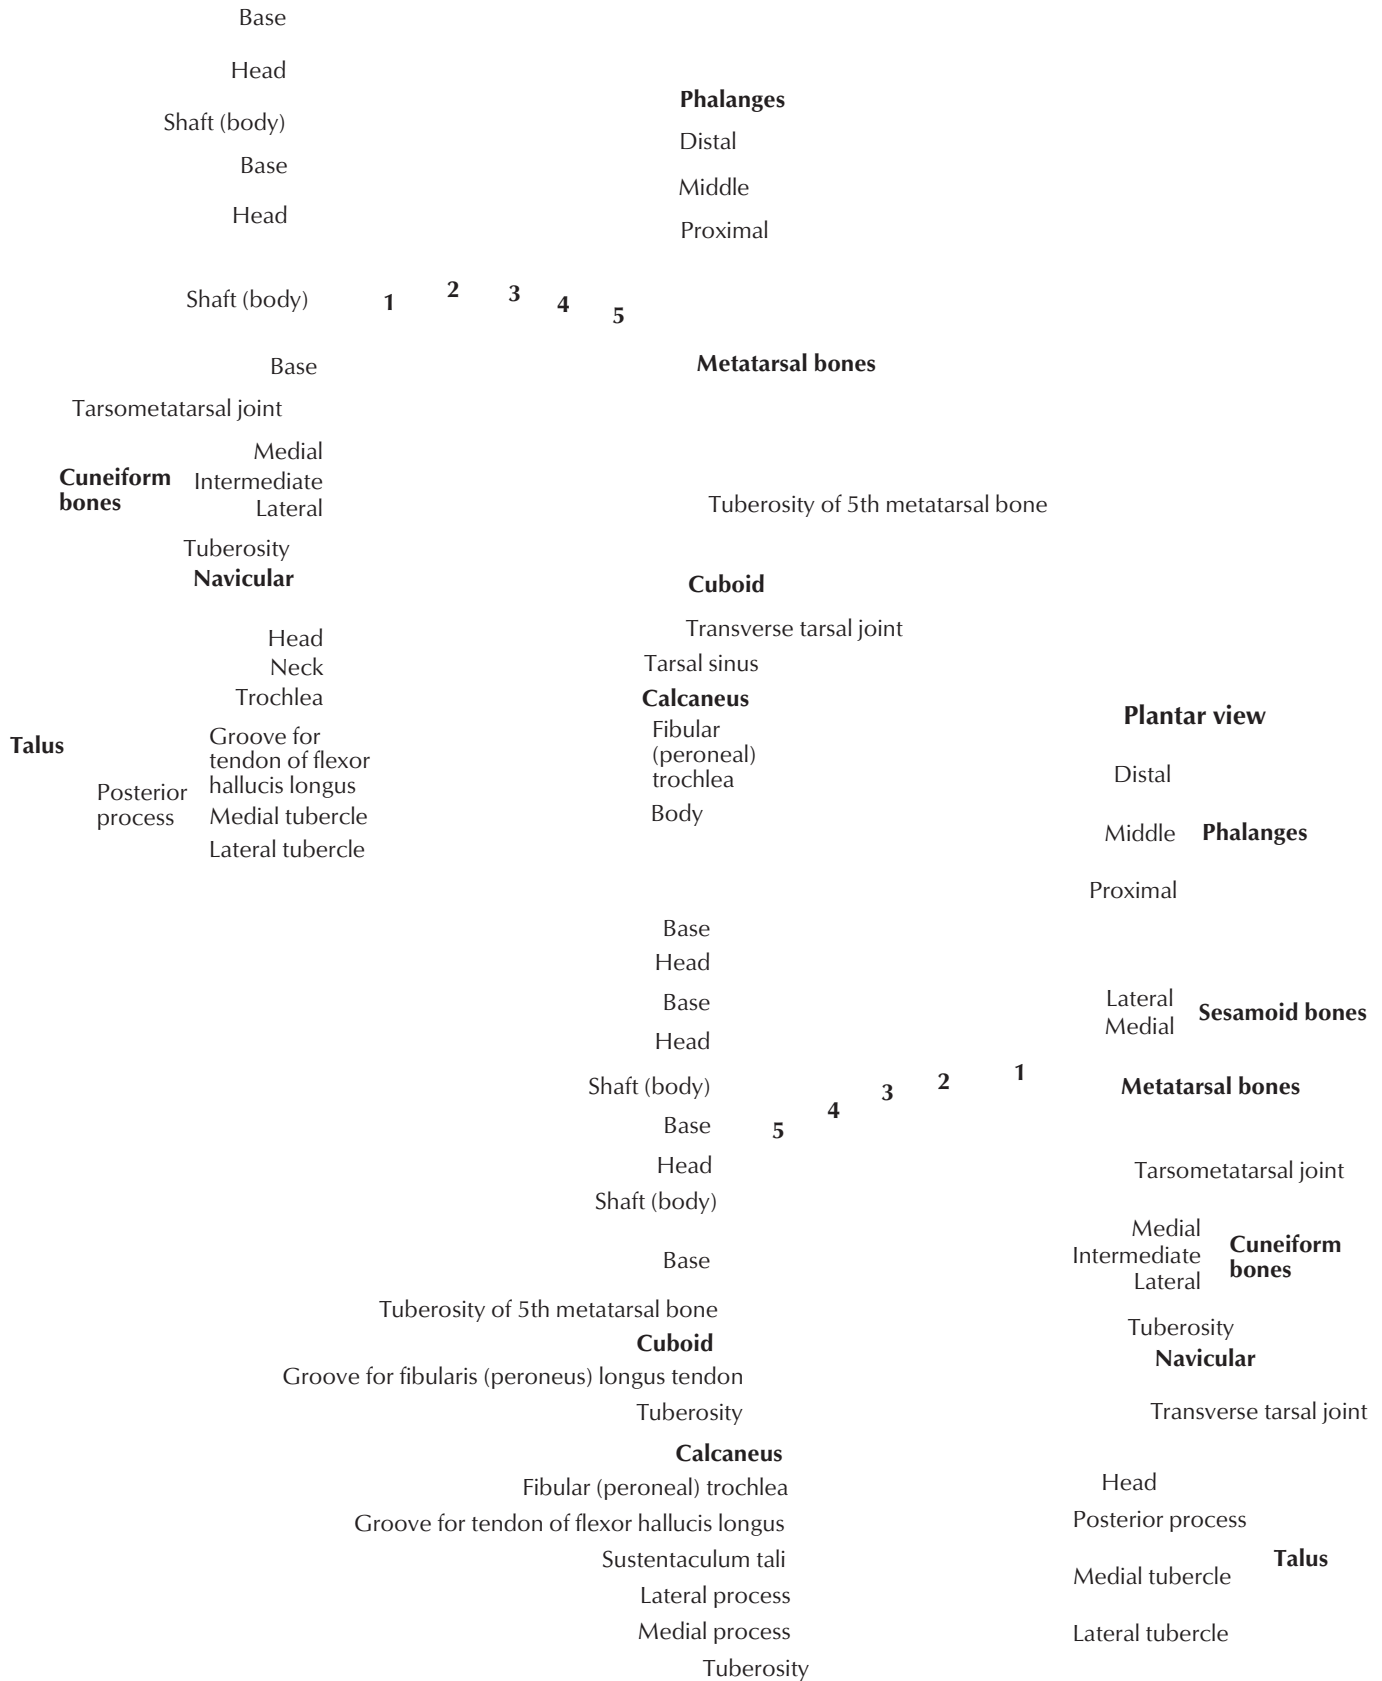 Base
Head
Shaft (body)
Base
Head
Shaft (body)
Base
Tarsometatarsal joint
Cuneiform
bones
Medial
Intermediate
Lateral
Tuberosity
Navicular
Head
Neck
Trochlea
Talus
Posterior
process
Groove for
tendon of flexor
hallucis longus
Medial tubercle
Lateral tubercle
1
2
3
4
5
Phalanges
Distal
Middle
Proximal
Metatarsal bones
Tuberosity of 5th metatarsal bone
Cuboid
Transverse tarsal joint
Tarsal sinus
Calcaneus
Fibular
(peroneal)
trochlea
Body
Plantar view
Base
Head
Base
Head
Shaft (body)
Base
Head
Shaft (body)
Base
Tuberosity of 5th metatarsal bone
Cuboid
Groove for fibularis (peroneus) longus tendon
Tuberosity
Calcaneus
Fibular (peroneal) trochlea
Groove for tendon of flexor hallucis longus
Sustentaculum tali
Lateral process
Medial process
Tuberosity
5
4
3
2
1
Distal
Middle
Proximal
Phalanges
Lateral
Medial
Sesamoid bones
Metatarsal bones
Tarsometatarsal joint
Medial
Intermediate
Lateral
Cuneiform
bones
Tuberosity
Navicular
Transverse tarsal joint
Head
Posterior process
Medial tubercle
Lateral tubercle
Talus